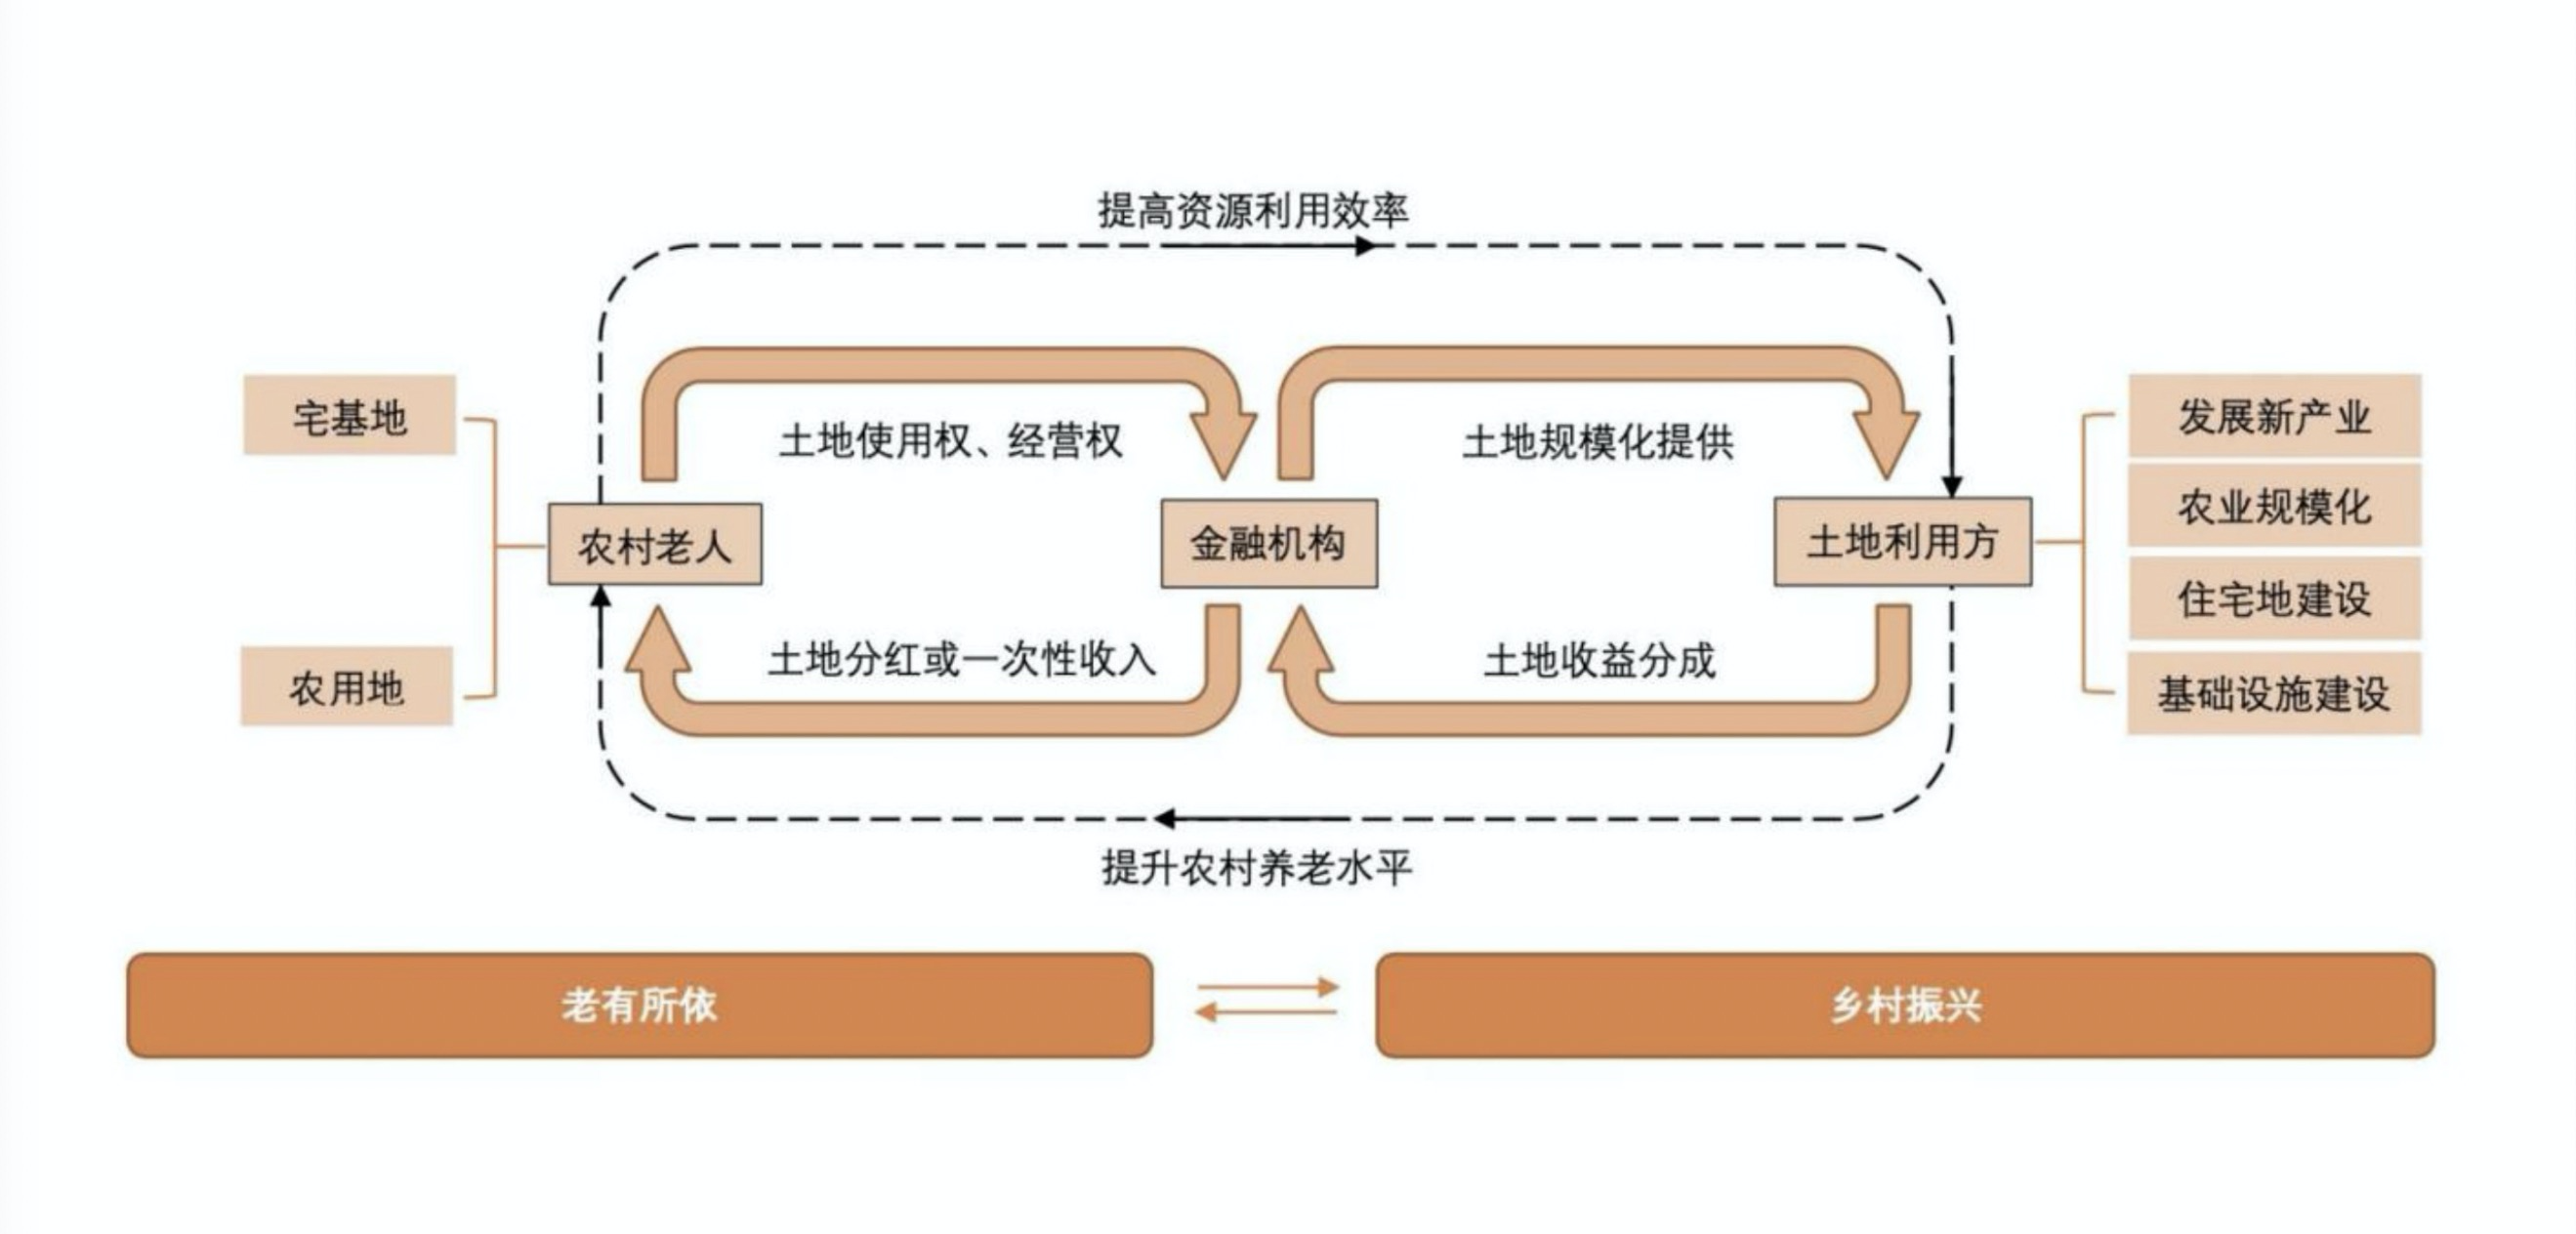 提高资源利用效率
宅基地
土地使用权、经营权
土地规模化提供
发展新产业
农业规模化
农村老人
金融机构
土地利用方
住宅地建设
农用地
土地分红或一次性收入
土地收益分成
基础设施建设
提升农村养老水平
老有所依
乡村振兴